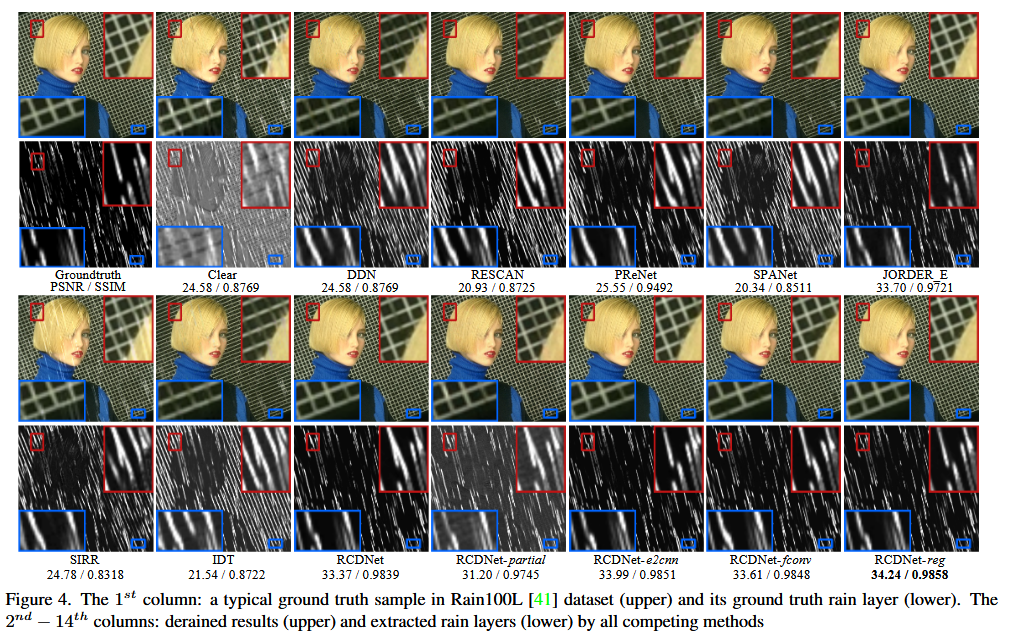 Groundtruth Clear DDN RESCAN PReNet SPANet JORDER_E
PSNR / SSIM 24.58 / 0.8769 24.58 / 0.8769 20.93 / 0.8725 25.55 / 0.9492 20.34 / 0.8511 33.70 / 0.9721
SIRR IDT RCDNet RCDNet-partial RCDNet-e2cnn RCDNet-fconv RCDNet-reg
24.78 / 0.8318 21.54 / 0.8722 33.37 / 0.9839 31.20 / 0.9745 33.99 / 0.9851 33.61 / 0.9848 34.24 / 0.9858
Figure 4. The 1st column: a typical ground truth sample in Rain100L [41] dataset (upper) and its ground truth rain layer (lower). The
2nd − 14th columns: derained results (upper) and extracted rain layers (lower) by all competing methods